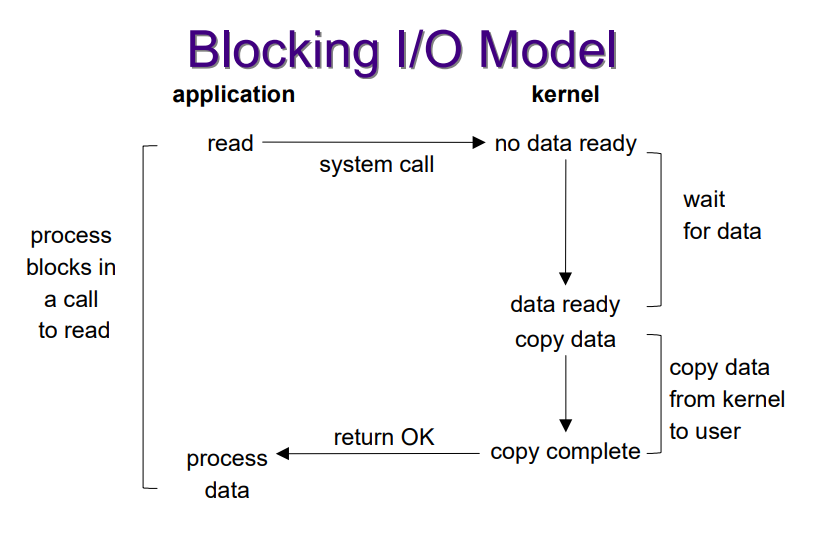 Blocking I/O Model
application
kernel
read
system call
no data ready
wait
for data
process
blocks in
a call
to read
data ready
copy data
copy data
from kernel
to user
return OK
copy complete
process
data